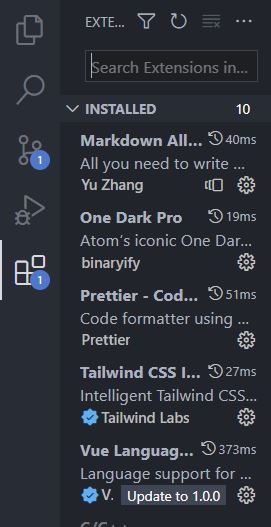 EXTE...
Search Extensions in...
INSTALLED 10
Markdown All... 40ms
All you need to write ...
Yu Zhang
One Dark Pro 19ms
Atom's iconic One Dar...
binaryify
Prettier - Cod... 51ms
Code formatter using ...
Prettier
Tailwind CSS I... 27ms
Intelligent Tailwind CSS...
Tailwind Labs
Vue Languag... 373ms
Language support for ...
V. Update to 1.0.0
1
1